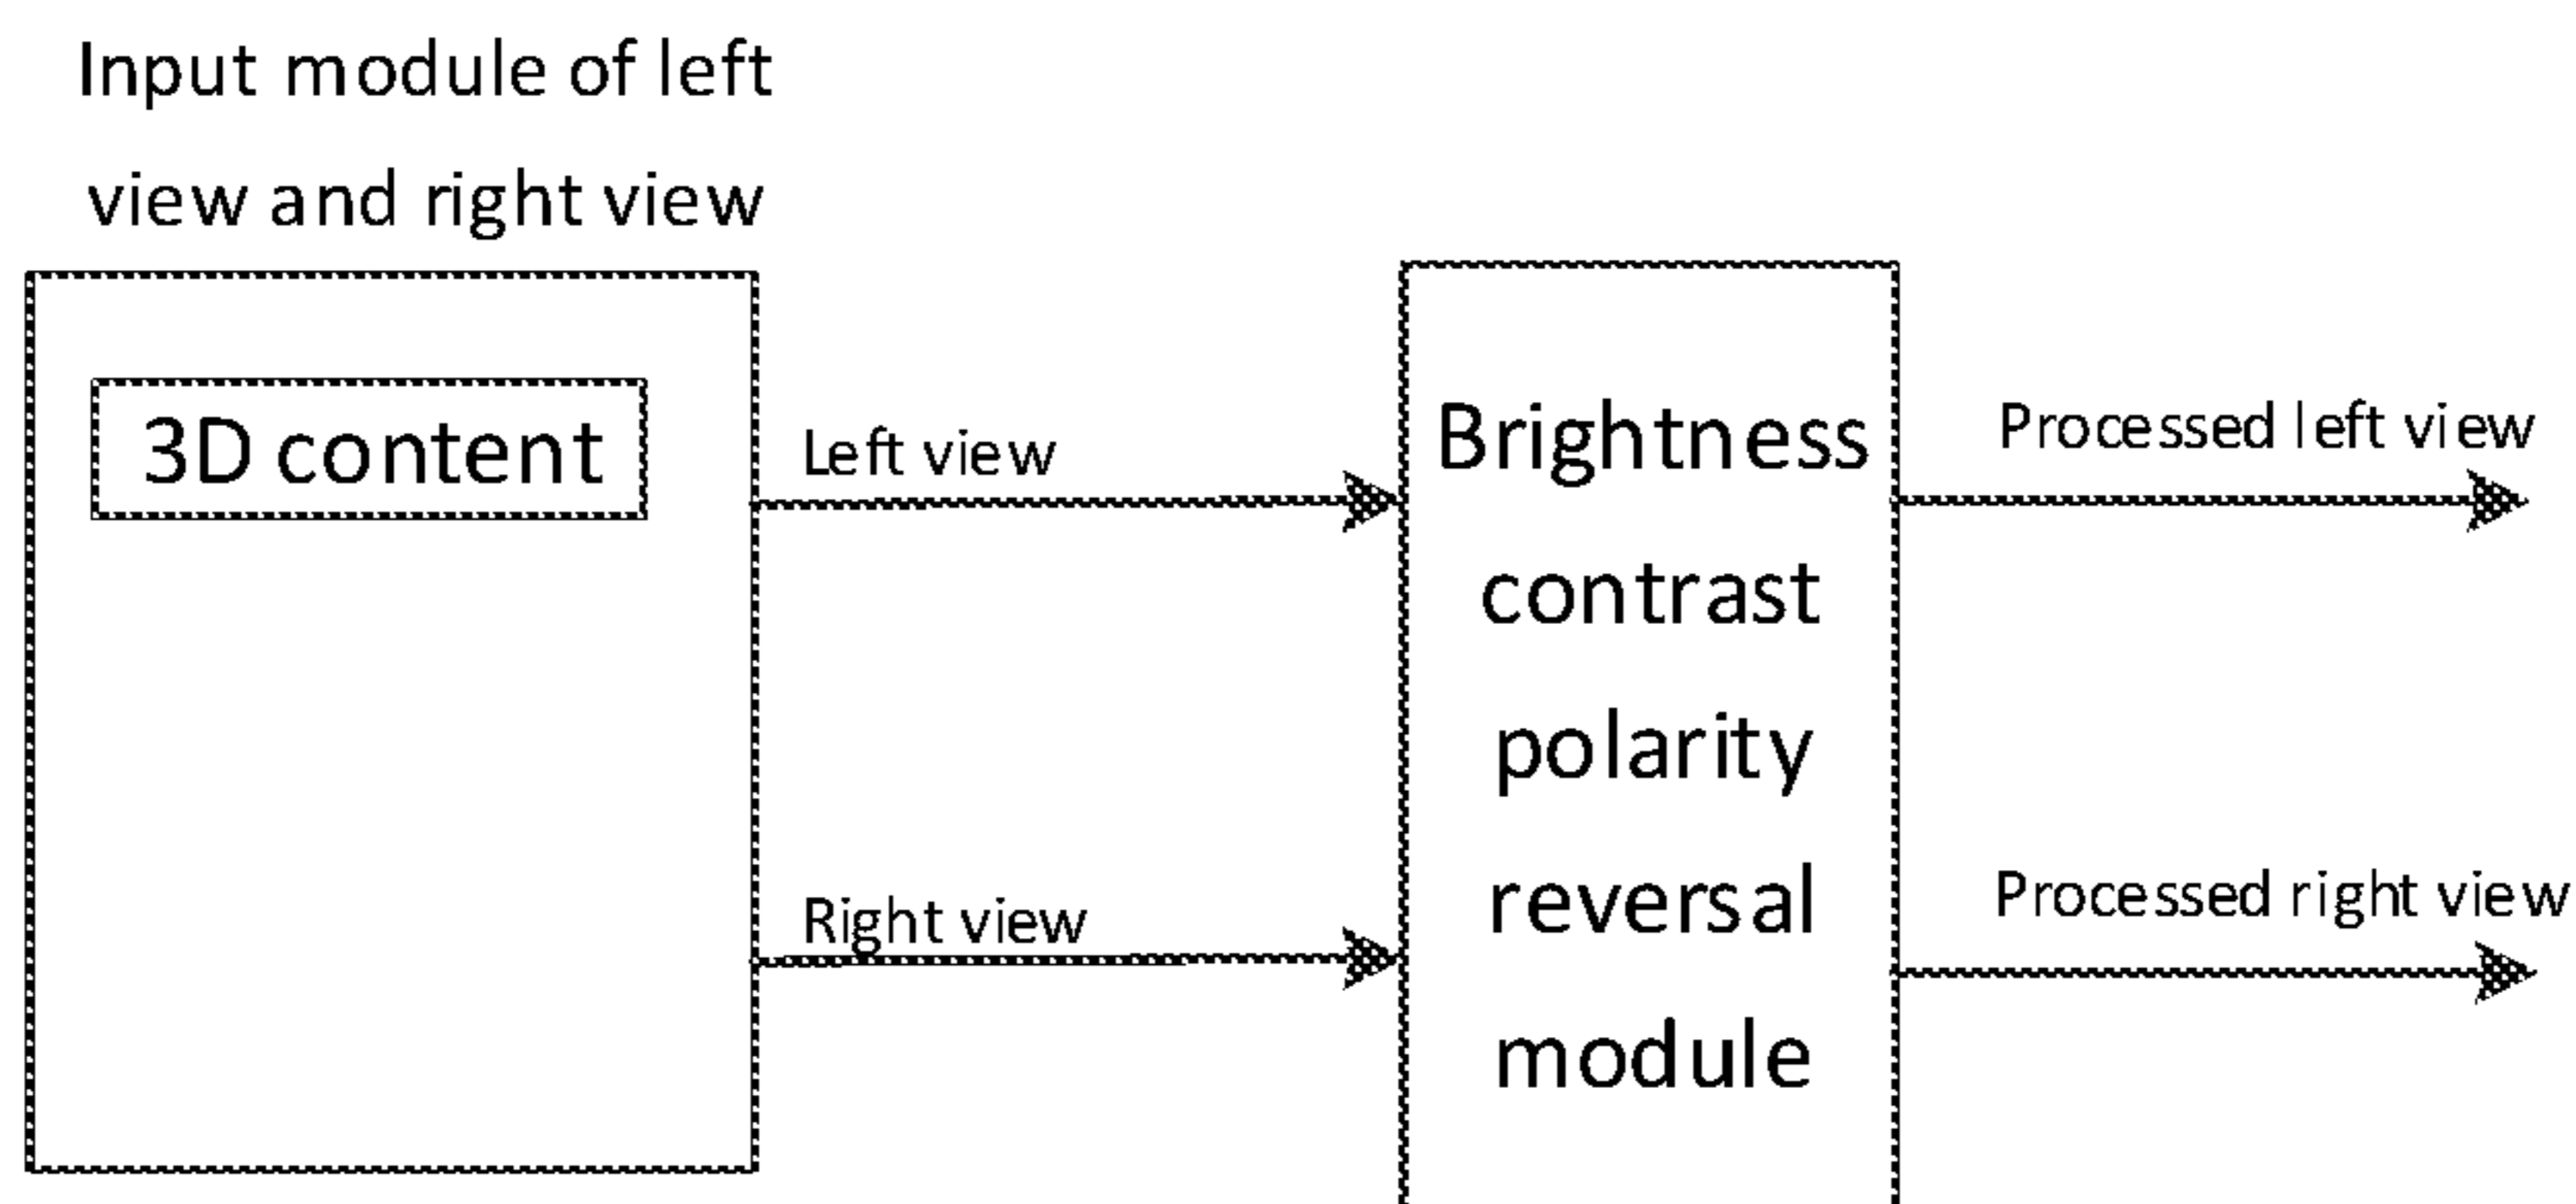 Input module of left
view and right view
3D content
Left view
Right view
Brightness
contrast
polarity
reversal
module
Processed left view
Processed right view